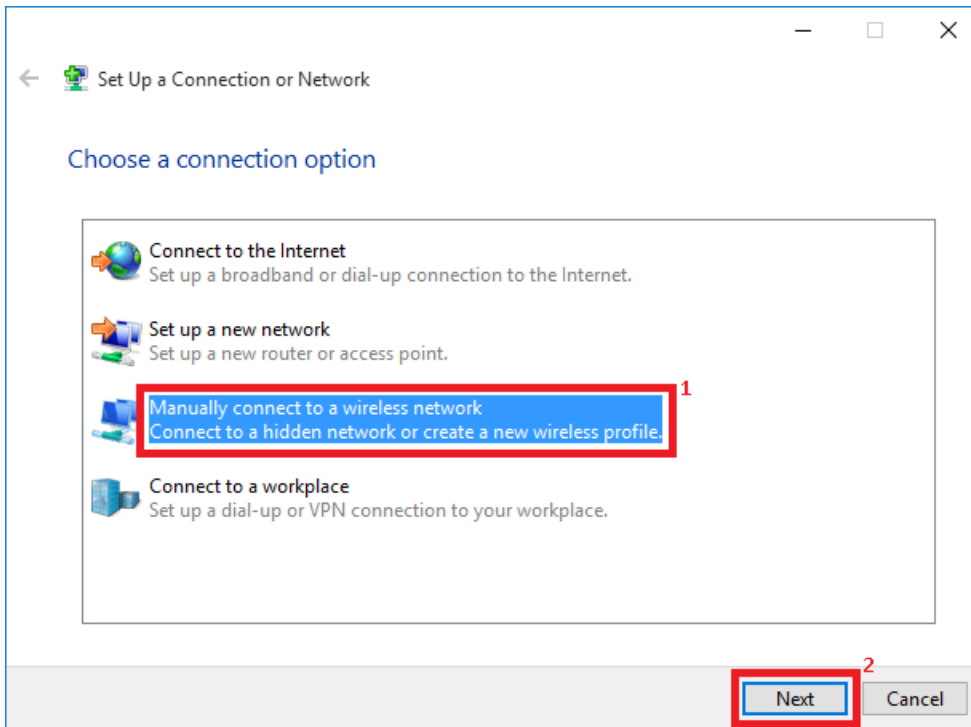 Set Up a Connection or Network
Choose a connection option
Connect to the Internet
Set up a broadband or dial-up connection to the Internet.
Set up a new network
Set up a new router or access point.
Manually connect to a wireless network
Connect to a hidden network or create a new wireless profile.
1
Connect to a workplace
Set up a dial-up or VPN connection to your workplace.
2
Next
Cancel